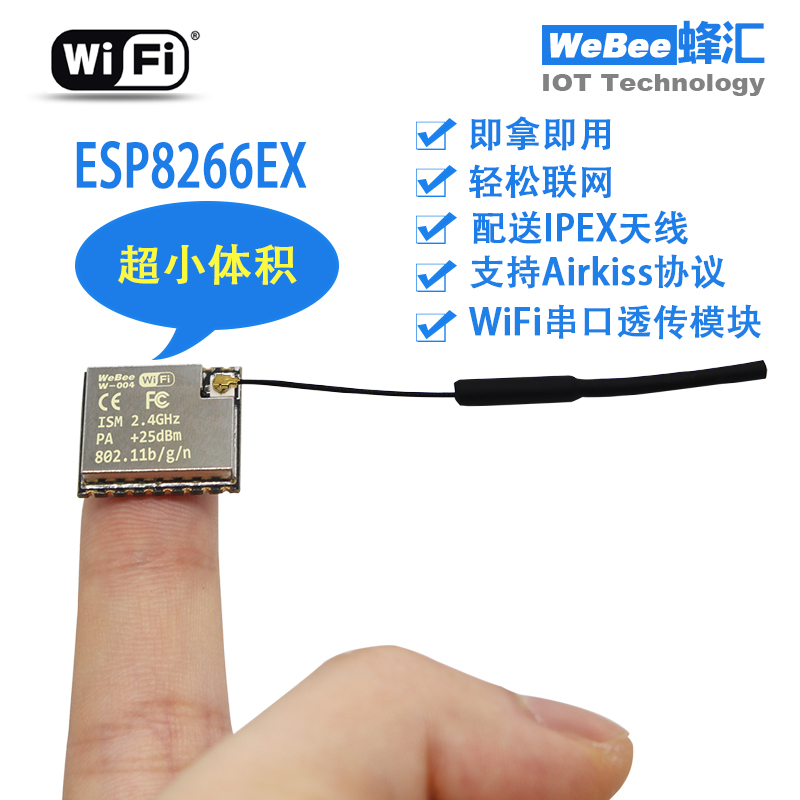 WiFi®
WeBee蜂汇
IOT Technology
ESP8266EX
超小体积
即拿即用
轻松联网
配送IPEX天线
支持Airkiss协议
WiFi串口透传模块
WeBee WiFi
W-004
CE FC
ISM 2.4GHz
PA +25dBm
802.11b/g/n